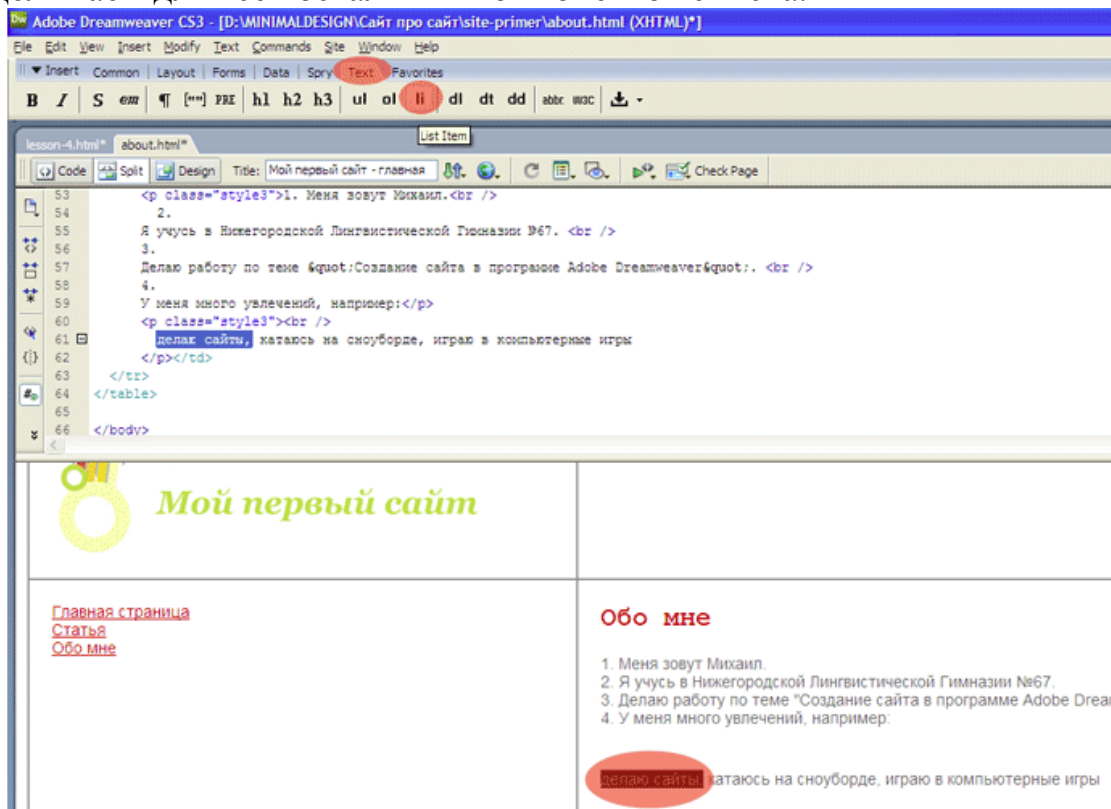 Adobe Dreamweaver CS3 - [D:\MINIMALDESIGN\Сайт про сайт\site-primer\about.html (XHTML)*]
File Edit View Insert Modify Text Commands Site Window Help
Insert Common Layout Forms Data Spry Text Favorites
B I S em ¶ [""] PRE h1 h2 h3 ul ol li dl dt dd abbr. W3C
List Item
lesson-4.html* about.html*
Code Split Design Title: Мой первый сайт - главная Check Page
53 <p class="style3">1. Меня зовут Михаил.<br />
54 2.
55 Я учусь в Нижегородской Лингвистической Гимназии №67. <br />
56 3.
57 Делаю работу по теме &quot;Создание сайта в программе Adobe Dreamweaver&quot;. <br />
58 4.
59 У меня много увлечений, например:</p>
60 <p class="style3"><br />
61 делаю сайты, катаюсь на сноуборде, играю в компьютерные игры
62 </p></td>
63 </tr>
64 </table>
65
66 </body>
Мой первый сайт
Главная страница
Статья
Обо мне
Обо мне
1. Меня зовут Михаил.
2. Я учусь в Нижегородской Лингвистической Гимназии №67.
3. Делаю работу по теме "Создание сайта в программе Adobe Drea
4. У меня много увлечений, например:
делаю сайты, катаюсь на сноуборде, играю в компьютерные игры